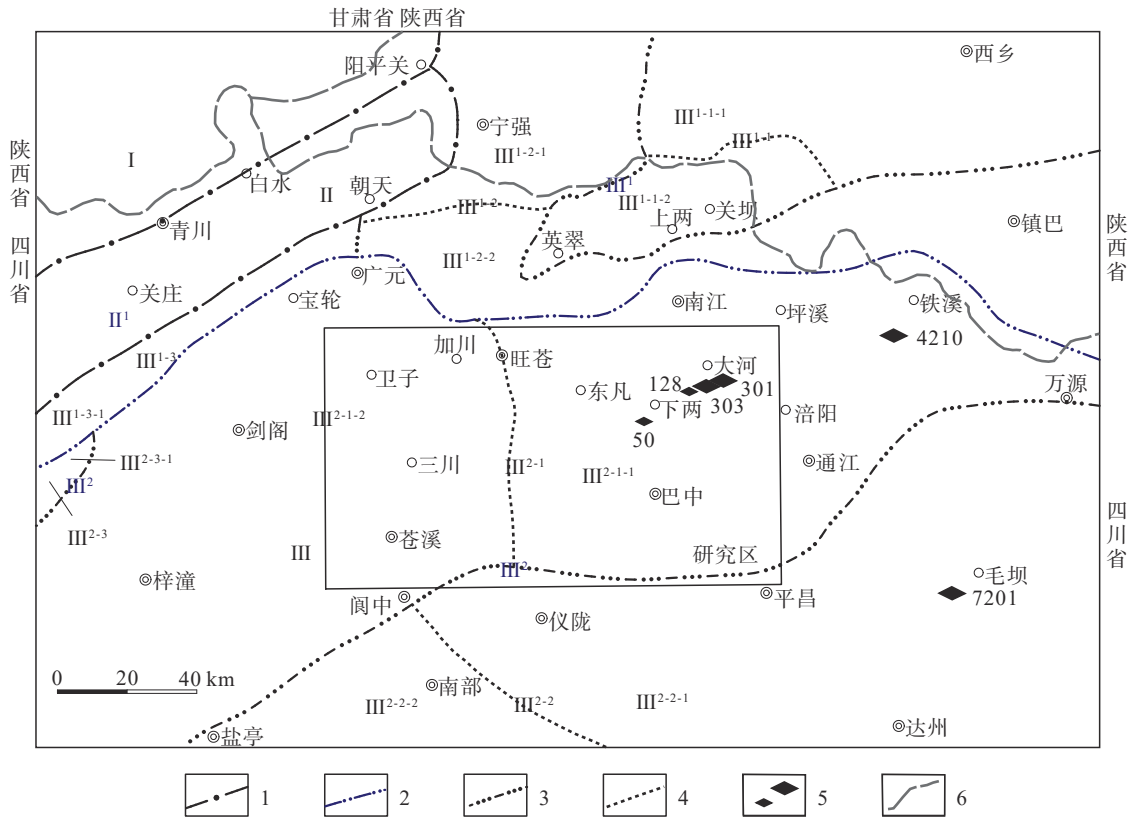 甘肃省 陕西省
阳平关
西乡
宁强
III¹⁻¹⁻¹
III¹⁻¹
陕西省
I
III¹⁻²⁻¹
白水
II
朝天
III¹
III¹⁻²
III¹⁻¹⁻²
关坝
上两
青川
镇巴
陕西省
四川省
英翠
III¹⁻²⁻²
广元
关庄
宝轮
南江
坪溪
铁溪
II¹
4210
加川
旺苍
大河
III¹⁻³
卫子
东凡
128
301
万源
303
下两
涪阳
III¹⁻³⁻¹
III²⁻¹⁻²
剑阁
50
III²⁻³⁻¹
三川
III²⁻¹
III²⁻¹⁻¹
通江
III²
巴中
四川省
III²⁻³
苍溪
III
研究区
III²
梓潼
毛坝
阆中
平昌
7201
仪陇
0 20 40 km
南部
III²⁻²⁻²
III²⁻²
III²⁻²⁻¹
盐亭
达州
1 2 3 4 5 6